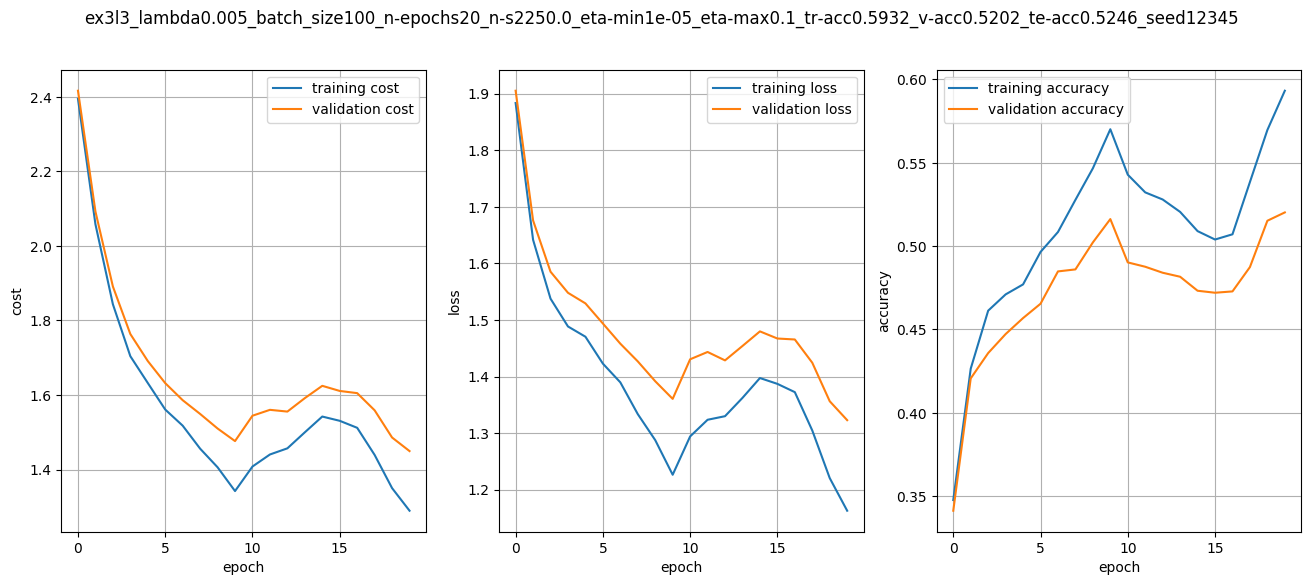 ex3l3_lambda0.005_batch_size100_n-epochs20_n-s2250.0_eta-min1e-05_eta-max0.1_tr-acc0.5932_v-acc0.5202_te-acc0.5246_seed12345
training cost
validation cost
2.4
2.2
2.0
1.8
1.6
1.4
cost
0
5
10
15
epoch
training loss
validation loss
1.9
1.8
1.7
1.6
1.5
1.4
1.3
1.2
loss
0
5
10
15
epoch
training accuracy
validation accuracy
0.60
0.55
0.50
0.45
0.40
0.35
accuracy
0
5
10
15
epoch